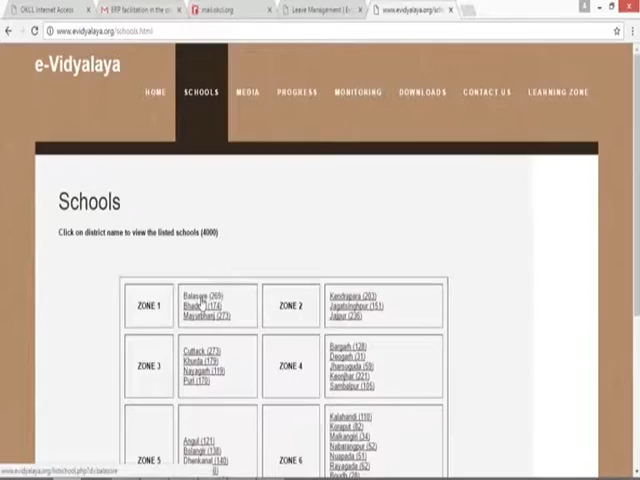 OKCL Internet Access
ERP facilitation in the co
mail.okcl.org
Leave Management | E
www.evidyalaya.org/sch
www.evidyalaya.org/schools.html
e-Vidyalaya
HOME
SCHOOLS
MEDIA
PROGRESS
MONITORING
DOWNLOADS
CONTACT US
LEARNING ZONE
Schools
Click on district name to view the listed schools (4000)
ZONE 1
Balasore (269)
(174)
Mayurbhanj (273)
ZONE 2
Kendrapara (203)
Jagatsinghpur (151)
Jajpur (236)
ZONE 3
Cuttack (273)
Khurda (179)
Nayagarh (119)
Puri (170)
ZONE 4
Bargarh (128)
Deogarh (31)
Jharsuguda (59)
Keonjhar (221)
Sambalpur (105)
ZONE 5
Angul (121)
Bolangir (138)
Dhenkanal (140)
ZONE 6
Kalahandi (110)
Koraput (82)
Malkangiri (34)
Nabarangpur (52)
Nuapada (51)
Rayagada (52)
www.evidyalaya.org/listschool.php?d=balasore